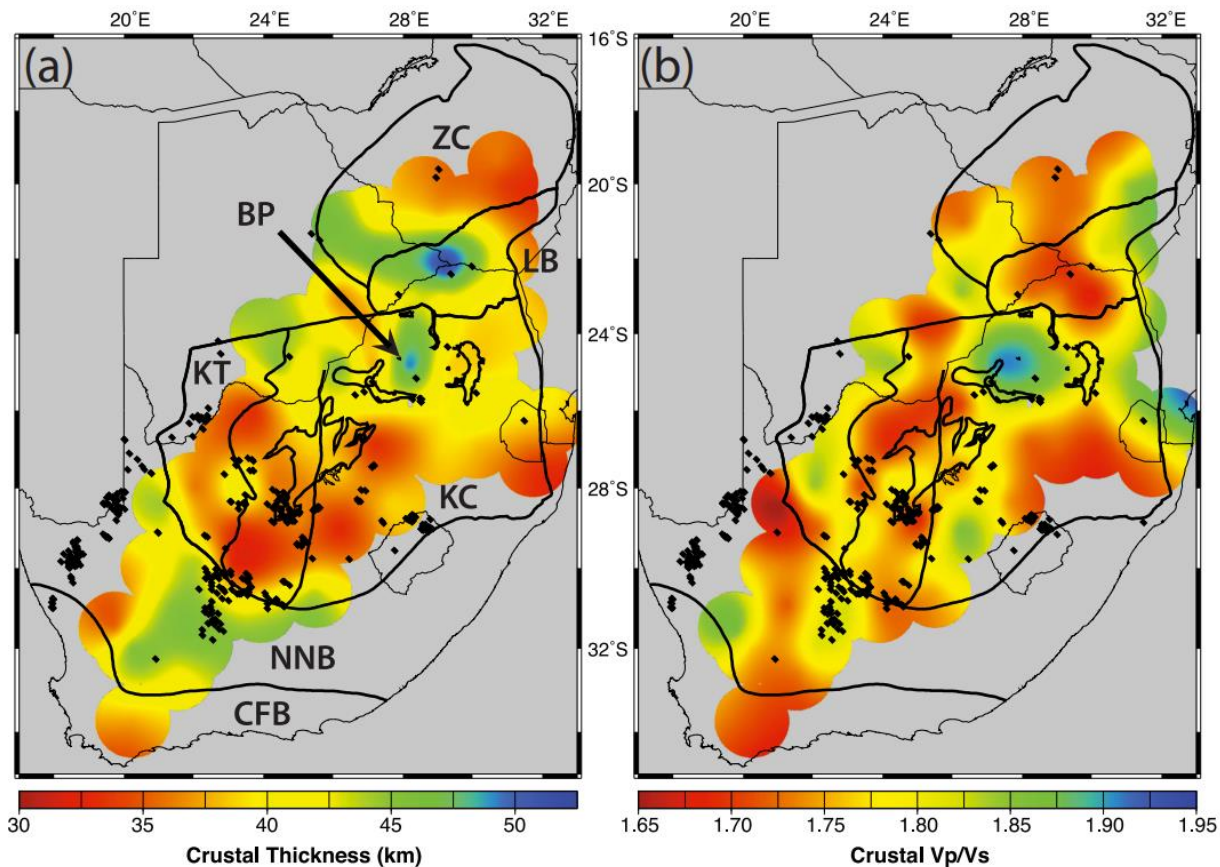 20°E 24°E 28°E 32°E 20°E 24°E 28°E 32°E
(a) 16°S (b)
ZC
20°S
BP
LB
24°S
KT
28°S
KC
32°S
NNB
CFB
30 35 40 45 50 1.65 1.70 1.75 1.80 1.85 1.90 1.95
Crustal Thickness (km) Crustal Vp/Vs